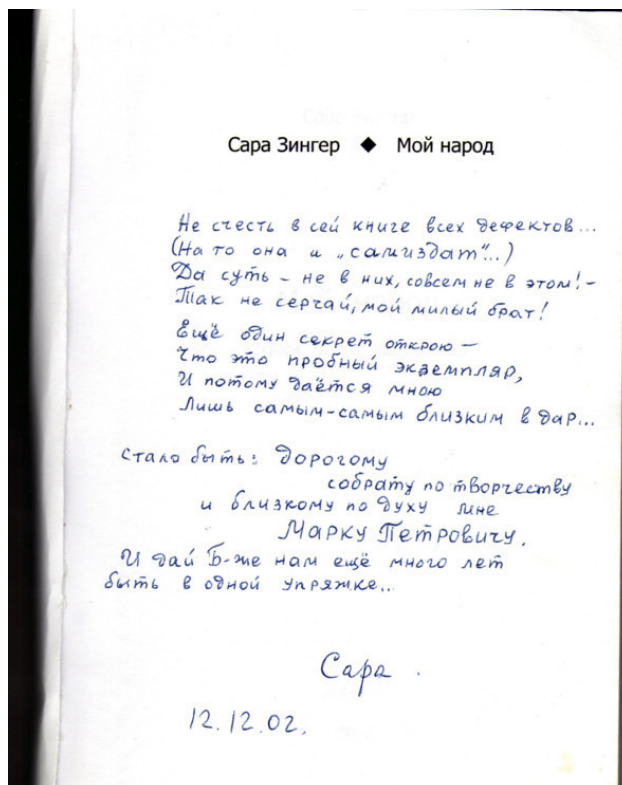 Сара Зингер ◆ Мой народ
Не счесть в сей книге всех дефектов...
(На то она и „самиздат"...)
Да суть – не в них, совсем не в этом! –
Так не серчай, мой милый брат!
Ещё один секрет открою –
Что это пробный экземпляр,
И потому даётся мною
Лишь самым-самым близким в дар...
Стало быть: Дорогому
собрату по творчеству
и близкому по духу мне
Марку Петровичу.
И дай Б-же нам ещё много лет
быть в одной упряжке...
Сара
12.12.02.